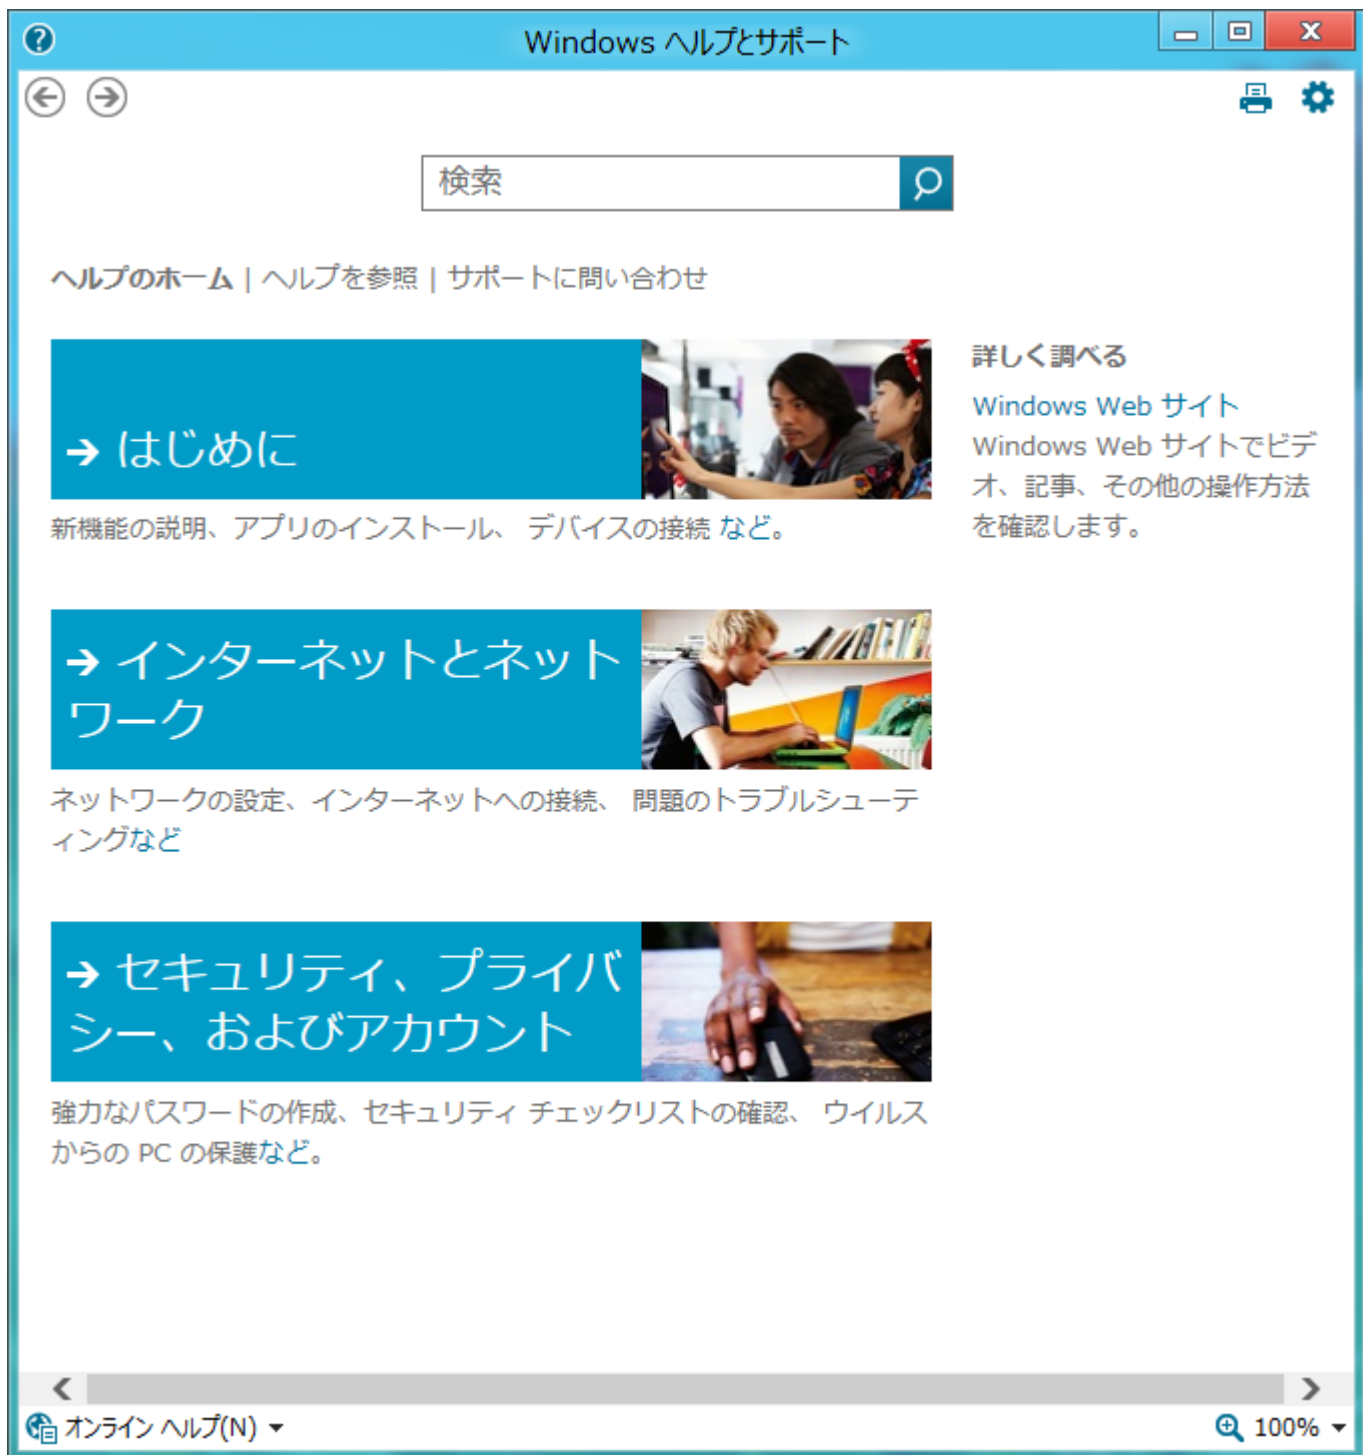 Windows ヘルプとサポート
検索
ヘルプのホーム | ヘルプを参照 | サポートに問い合わせ
→ はじめに
新機能の説明、アプリのインストール、 デバイスの接続 など。
詳しく調べる
Windows Web サイト
Windows Web サイトでビデ
オ、記事、その他の操作方法
を確認します。
→ インターネットとネット
ワーク
ネットワークの設定、インターネットへの接続、 問題のトラブルシューテ
ィングなど
→ セキュリティ、プライバ
シー、およびアカウント
強力なパスワードの作成、セキュリティ チェックリストの確認、 ウイルス
からの PC の保護など。
オンライン ヘルプ(N)
100%